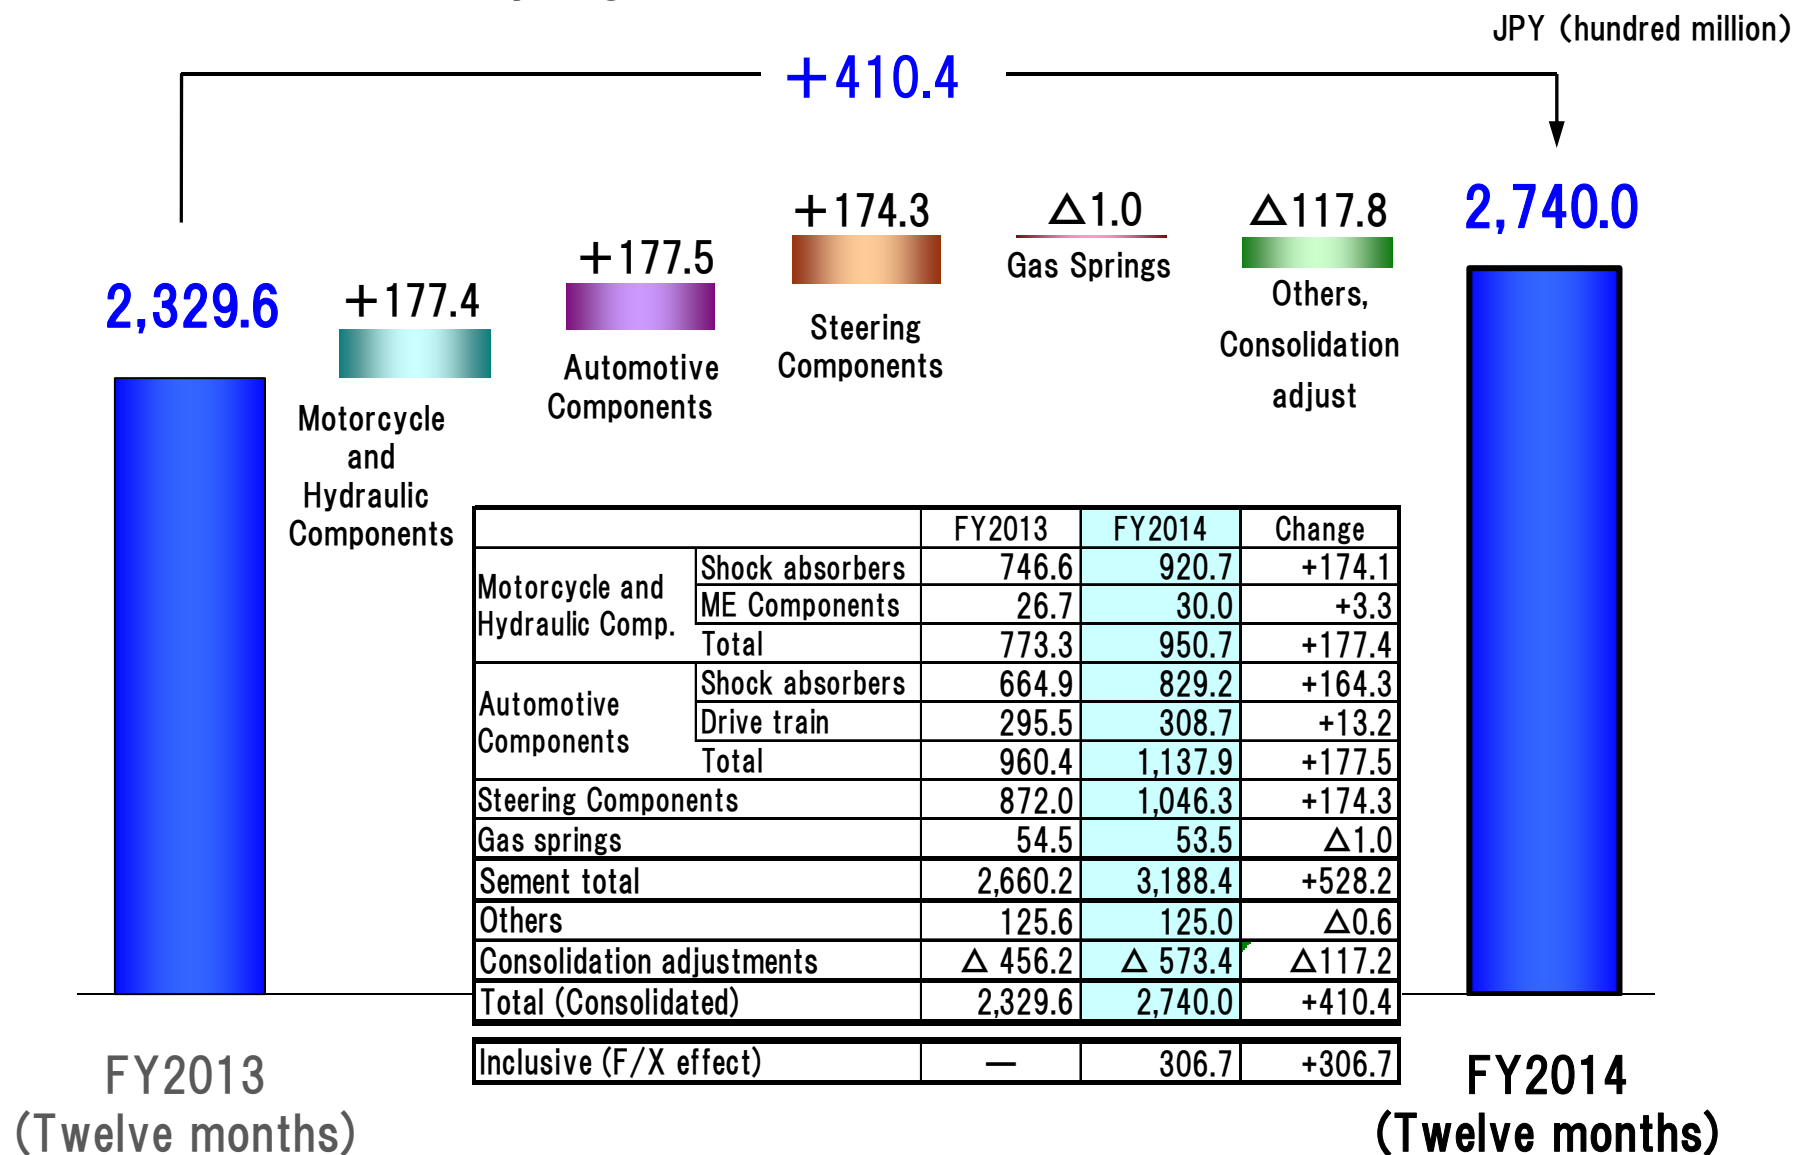 JPY (hundred million)
+410.4
2,329.6
+177.4
Motorcycle
and
Hydraulic
Components
+177.5
Automotive
Components
+174.3
Steering
Components
△1.0
Gas Springs
△117.8
Others,
Consolidation
adjust
2,740.0
FY2013 FY2014 Change
Motorcycle and
Hydraulic Comp.
Shock absorbers 746.6 920.7 +174.1
ME Components 26.7 30.0 +3.3
Total 773.3 950.7 +177.4
Automotive
Components
Shock absorbers 664.9 829.2 +164.3
Drive train 295.5 308.7 +13.2
Total 960.4 1,137.9 +177.5
Steering Components 872.0 1,046.3 +174.3
Gas springs 54.5 53.5 △1.0
Sement total 2,660.2 3,188.4 +528.2
Others 125.6 125.0 △0.6
Consolidation adjustments △ 456.2 △ 573.4 △117.2
Total (Consolidated) 2,329.6 2,740.0 +410.4
Inclusive (F/X effect) — 306.7 +306.7
FY2013
(Twelve months)
FY2014
(Twelve months)